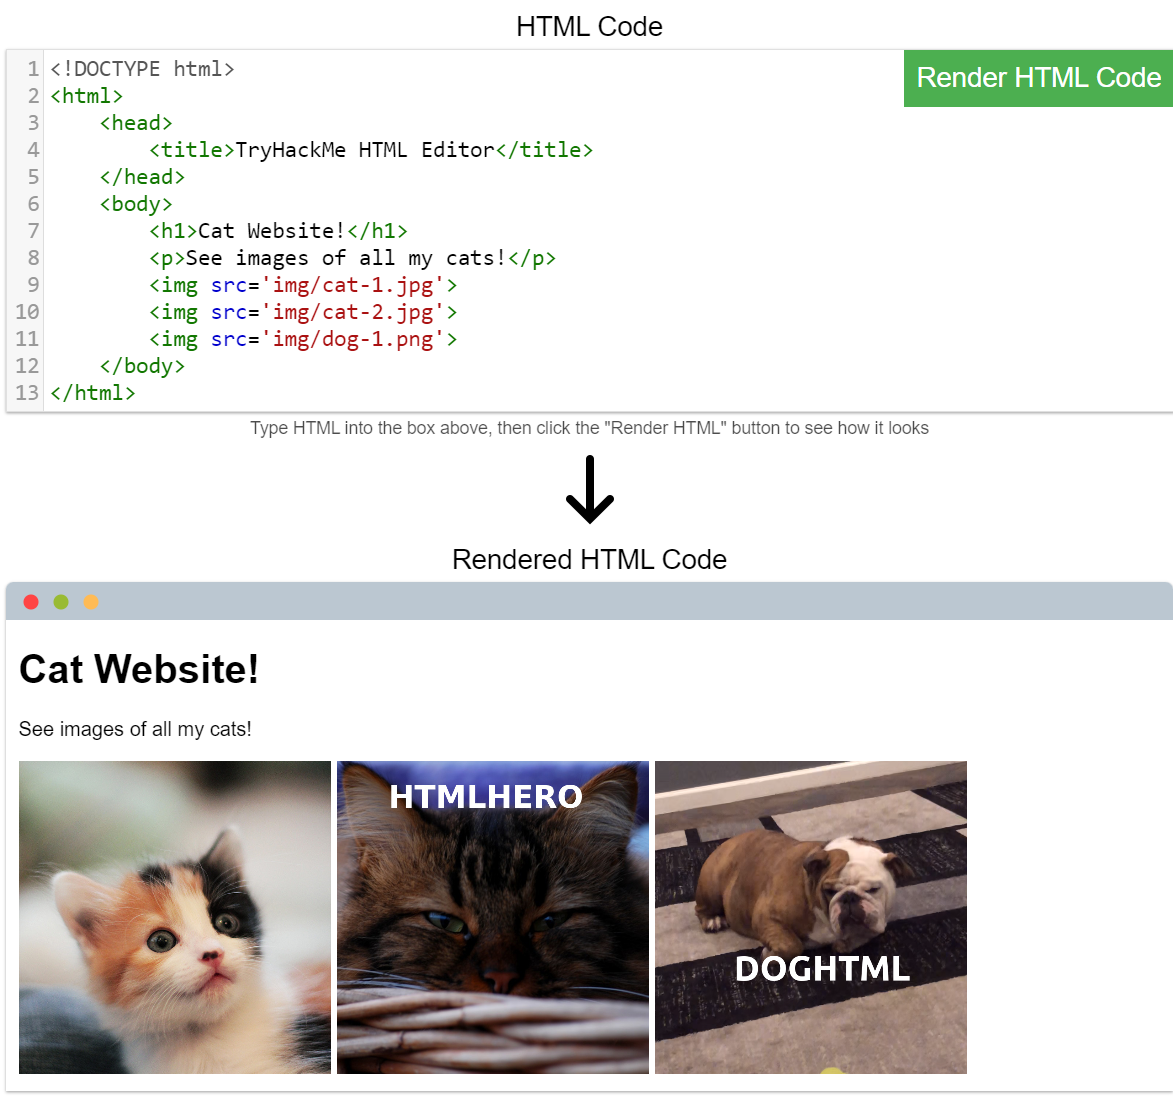 HTML Code
Render HTML Code
1 <!DOCTYPE html>
2 <html>
3     <head>
4         <title>TryHackMe HTML Editor</title>
5     </head>
6     <body>
7         <h1>Cat Website!</h1>
8         <p>See images of all my cats!</p>
9         <img src='img/cat-1.jpg'>
10         <img src='img/cat-2.jpg'>
11         <img src='img/dog-1.png'>
12     </body>
13 </html>
Type HTML into the box above, then click the "Render HTML" button to see how it looks
Rendered HTML Code
Cat Website!
See images of all my cats!
HTMLHERO
DOGHTML